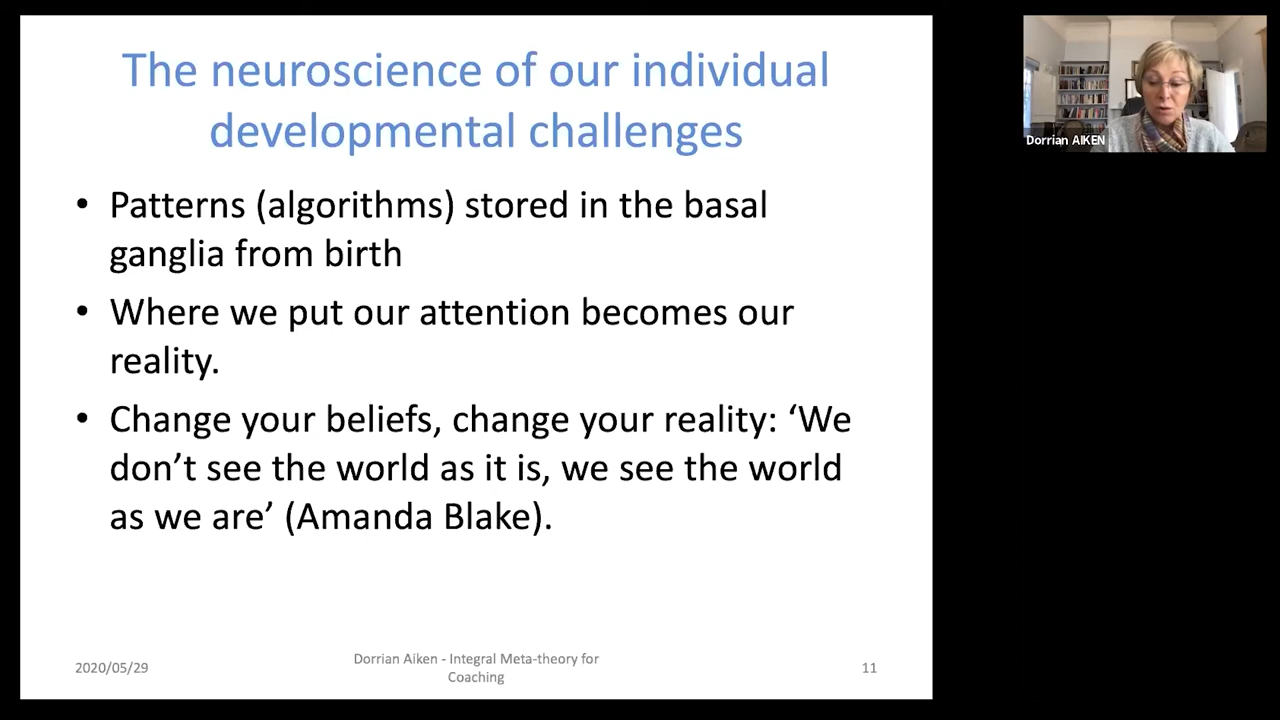 The neuroscience of our individual
developmental challenges
• Patterns (algorithms) stored in the basal
ganglia from birth
• Where we put our attention becomes our
reality.
• Change your beliefs, change your reality: ‘We
don’t see the world as it is, we see the world
as we are’ (Amanda Blake).
2020/05/29
Dorrian Aiken - Integral Meta-theory for
Coaching
11
Dorrian AIKEN